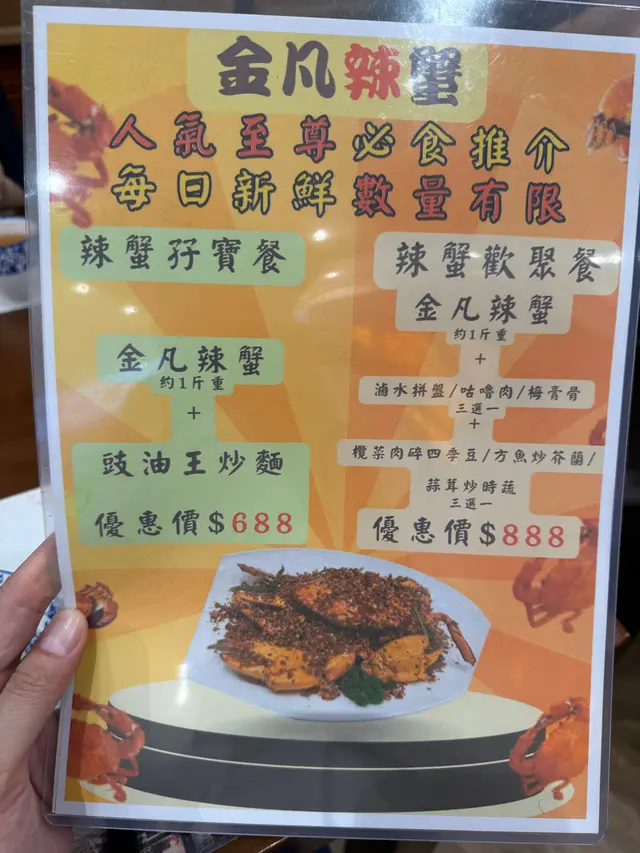 金凡辣蟹
人氣至尊必食推介
每日新鮮數量有限
辣蟹孖寶餐
金凡辣蟹
約1斤重
+
豉油王炒麵
優惠價$688
辣蟹歡聚餐
金凡辣蟹
約1斤重
+
滷水拼盤/咕嚕肉/梅膏骨
三選一
+
欖菜肉碎四季豆/方魚炒芥蘭/
蒜茸炒時蔬
三選一
優惠價$888